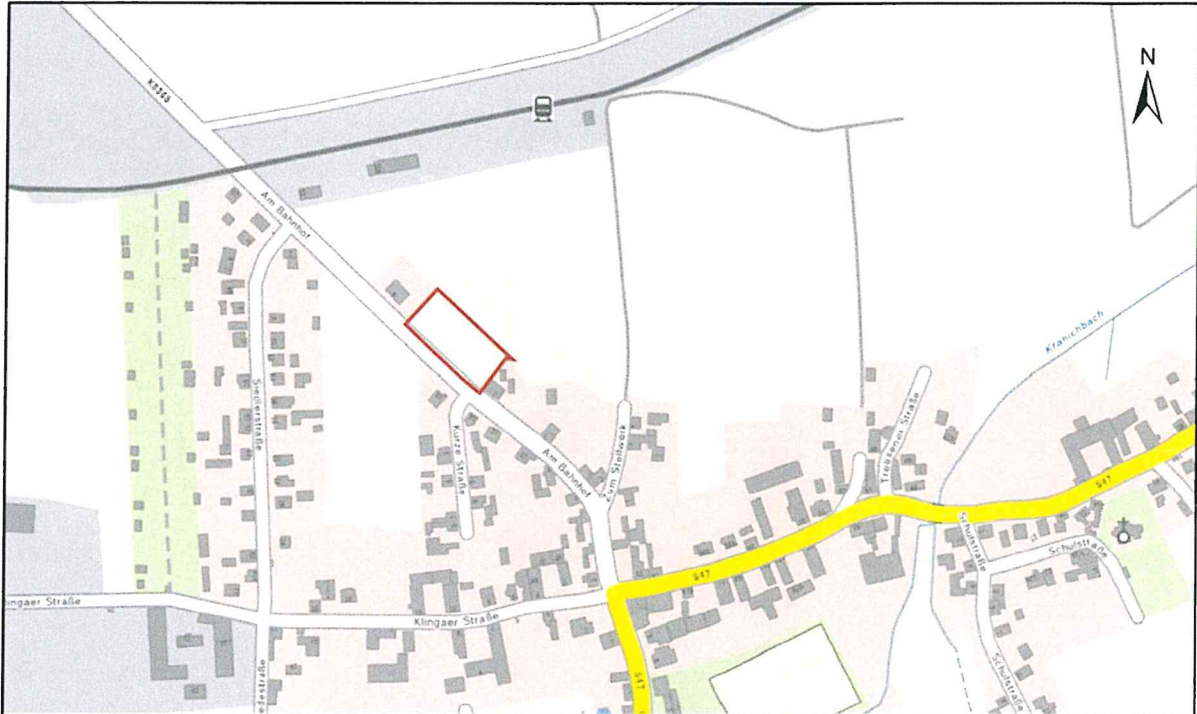 N
K8366
Am Bahnhof
Kranichbach
Siedlerstraße
Kurze Straße
Am Bahnhof
Zum Stellwerk
Trebsener Straße
S47
S47
Schulstraße
Schulstraße
Klingaer Straße
Klingaer Straße
S47
Schulstraße